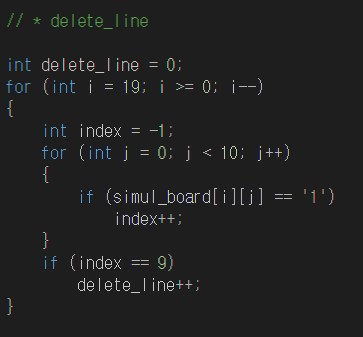 // * delete_line
int delete_line = 0;
for (int i = 19; i >= 0; i--)
{
int index = -1;
for (int j = 0; j < 10; j++)
{
if (simul_board[i][j] == '1')
index++;
}
if (index == 9)
delete_line++;
}